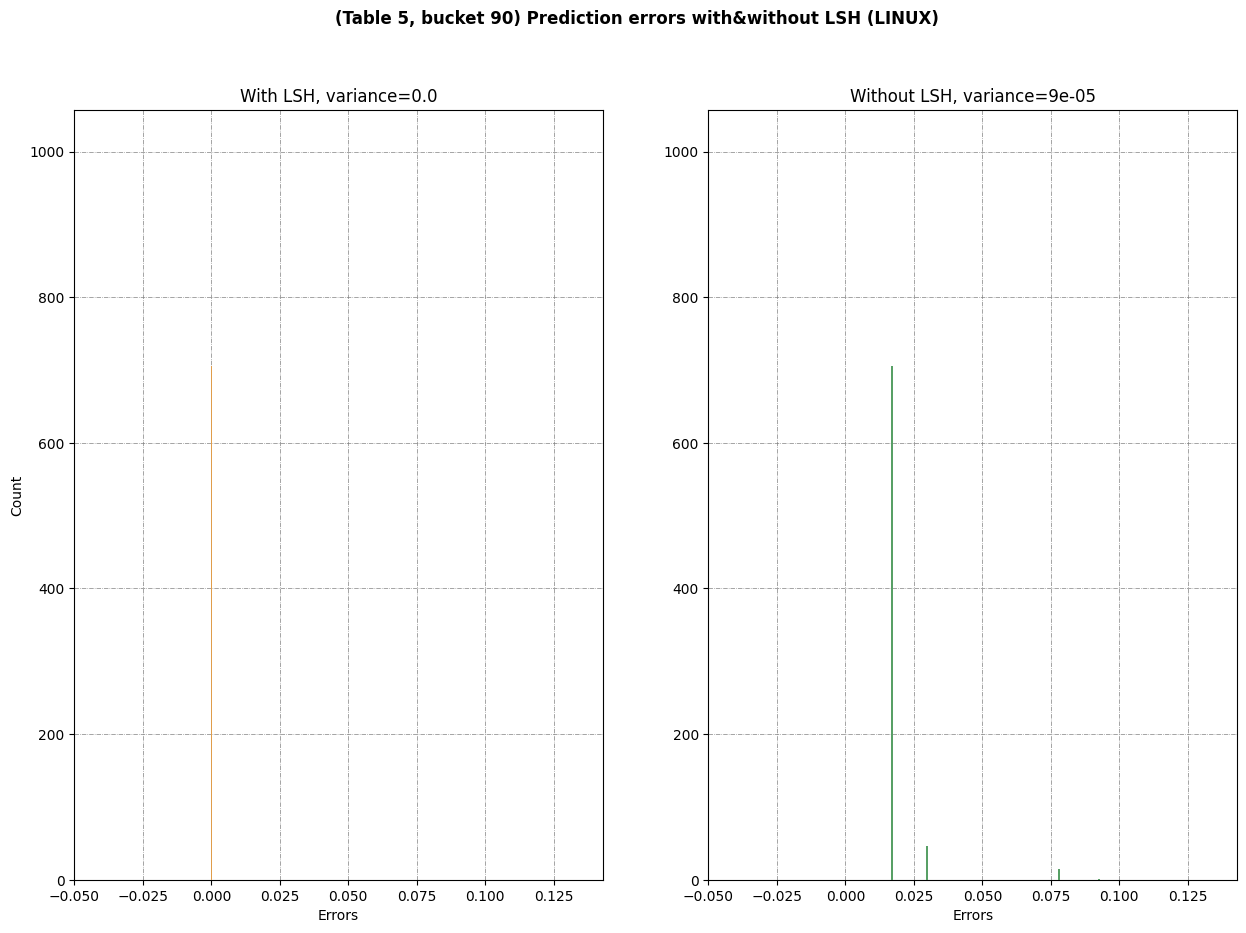 (Table 5, bucket 90) Prediction errors with&without LSH (LINUX)
With LSH, variance=0.0
1000
800
600
400
200
0
Count
−0.050 −0.025 0.000 0.025 0.050 0.075 0.100 0.125
Errors
Without LSH, variance=9e-05
1000
800
600
400
200
0
−0.050 −0.025 0.000 0.025 0.050 0.075 0.100 0.125
Errors